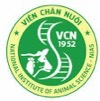 VIỆN CHĂN NUÔI
VCN
1952
NATIONAL INSTITUTE OF ANIMAL SCIENCE - NIAS